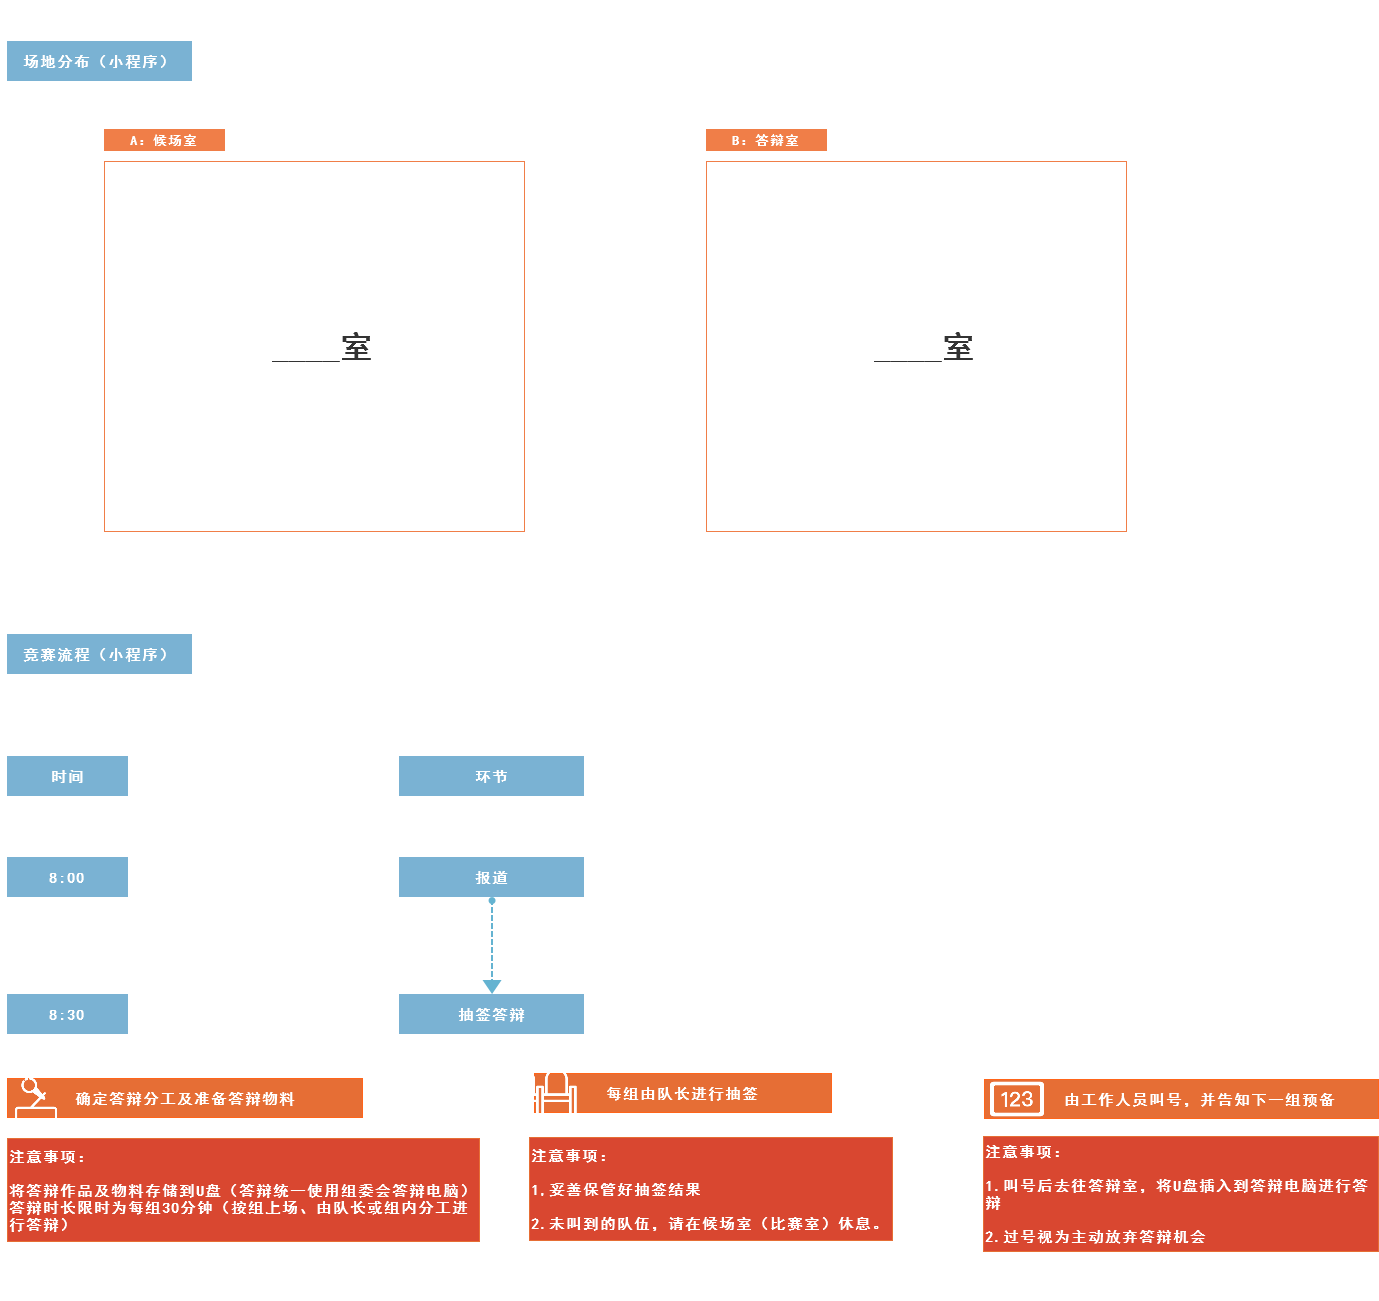 场地分布（小程序）
A：候场室
B：答辩室
____室
____室
竞赛流程（小程序）
时间
环节
8:00
报道
8:30
抽签答辩
确定答辩分工及准备答辩物料
注意事项：
将答辩作品及物料存储到U盘（答辩统一使用组委会答辩电脑）
答辩时长限时为每组30分钟（按组上场、由队长或组内分工进
行答辩）
每组由队长进行抽签
注意事项：
1.妥善保管好抽签结果
2.未叫到的队伍，请在候场室（比赛室）休息。
123
由工作人员叫号，并告知下一组预备
注意事项：
1.叫号后去往答辩室，将U盘插入到答辩电脑进行答
辩
2.过号视为主动放弃答辩机会